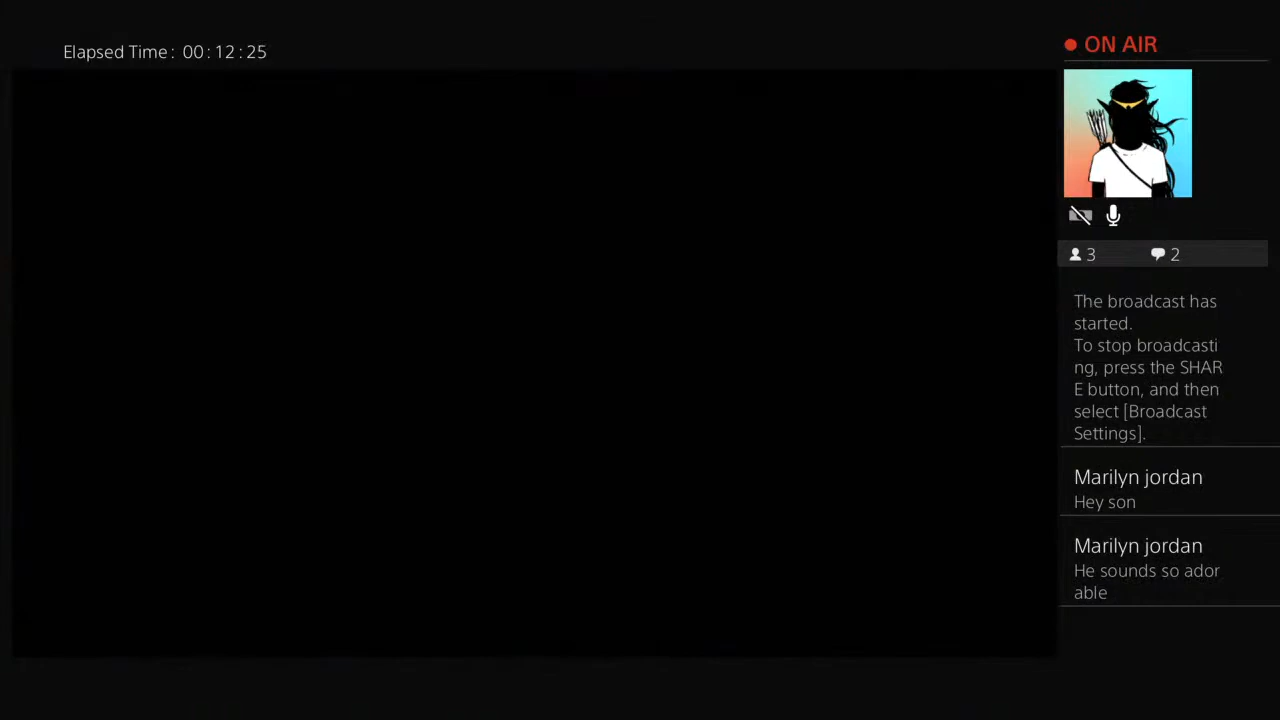 Elapsed Time: 00:12:25
ON AIR
3 2
The broadcast has
started.
To stop broadcasti
ng, press the SHAR
E button, and then
select [Broadcast
Settings].
Marilyn jordan
Hey son
Marilyn jordan
He sounds so ador
able